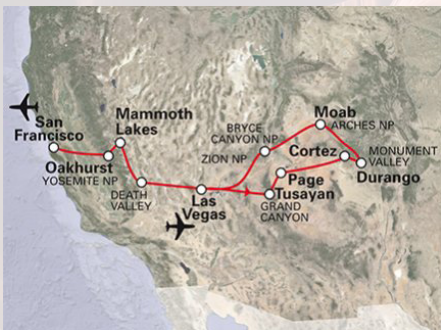 San
Francisco
Oakhurst
YOSEMITE NP
Mammoth
Lakes
DEATH
VALLEY
Las
Vegas
ZION NP
BRYCE
CANYON NP
Moab
ARCHES NP
Cortez
MONUMENT
VALLEY
Durango
Page
Tusayan
GRAND
CANYON